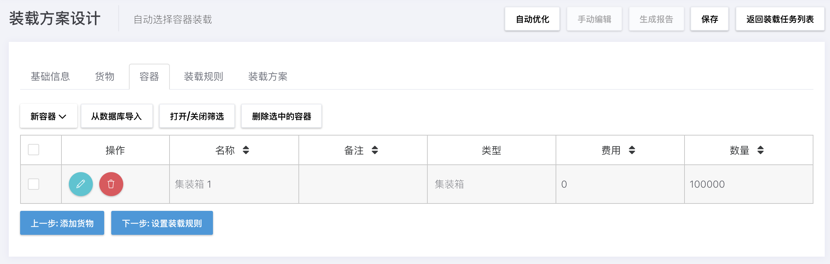 装载方案设计 自动选择容器装载 自动优化 手动编辑 生成报告 保存 返回装载任务列表
基础信息 货物 容器 装载规则 装载方案
新容器 从数据库导入 打开/关闭筛选 删除选中的容器
操作 名称 备注 类型 费用 数量
集装箱 1 集装箱 0 100000
上一步: 添加货物 下一步: 设置装载规则